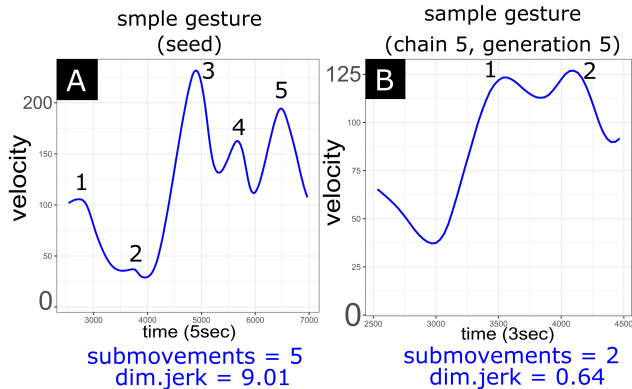 smple gesture
(seed)
A
velocity
200
150
100
50
0
1
2
3
4
5
3000 4000 5000 6000 7000
time (5sec)
submovements = 5
dim.jerk = 9.01
sample gesture
(chain 5, generation 5)
B
velocity
125
100
75
50
25
0
1
2
2500 3000 3500 4000 4500
time (3sec)
submovements = 2
dim.jerk = 0.64